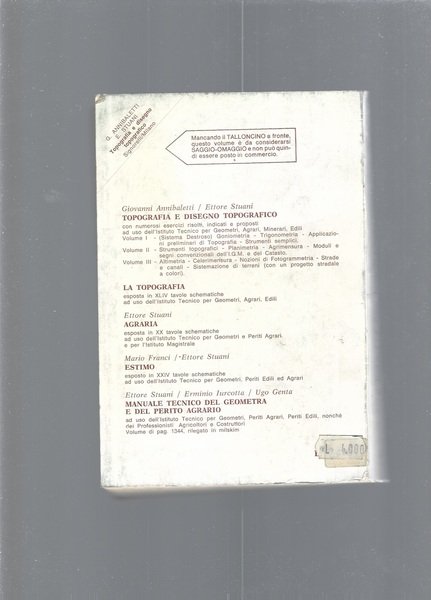 G. ANNIBALETTI
E. STUANI
Topografia e disegno
topografico
Signorelli/Milano
Mancando il TALLONCINO a fronte,
questo volume è da considerarsi
SAGGIO-OMAGGIO e non può quin-
di essere posto in commercio.
Giovanni Annibaletti / Ettore Stuani
TOPOGRAFIA E DISEGNO TOPOGRAFICO
con numerosi esercizi risolti, indicati e proposti
ad uso dell'Istituto Tecnico per Geometri, Agrari, Minerari, Edili
Volume I - (Sistema Destroso) Goniometria - Trigonometria - Applicazio-
ni preliminari di Topografia - Strumenti semplici.
Volume II - Strumenti topografici - Planimetria - Agrimensura - Moduli e
segni convenzionali dell'I.G.M. e del Catasto.
Volume III - Altimetria - Celerimensura - Nozioni di Fotogrammetria - Strade
e canali - Sistemazione di terreni (con un progetto stradale
a colori).
LA TOPOGRAFIA
esposta in XLIV tavole schematiche
ad uso dell'Istituto Tecnico per Geometri, Agrari, Edili
Ettore Stuani
AGRARIA
esposta in XX tavole schematiche
ad uso dell'Istituto Tecnico per Geometri e Periti Agrari
e per l'Istituto Magistrale
Mario Franci / Ettore Stuani
ESTIMO
esposto in XXIV tavole schematiche
ad uso dell'Istituto Tecnico per Geometri, Periti Edili ed Agrari
Ettore Stuani / Erminio Iurcotta / Ugo Genta
MANUALE TECNICO DEL GEOMETRA
E DEL PERITO AGRARIO
ad uso dell'Istituto Tecnico per Geometri, Periti Agrari, Periti Edili, nonché
dei Professionisti Agricoltori e Costruttori
Volume di pag. 1344, rilegato in milskim
L. 4.000